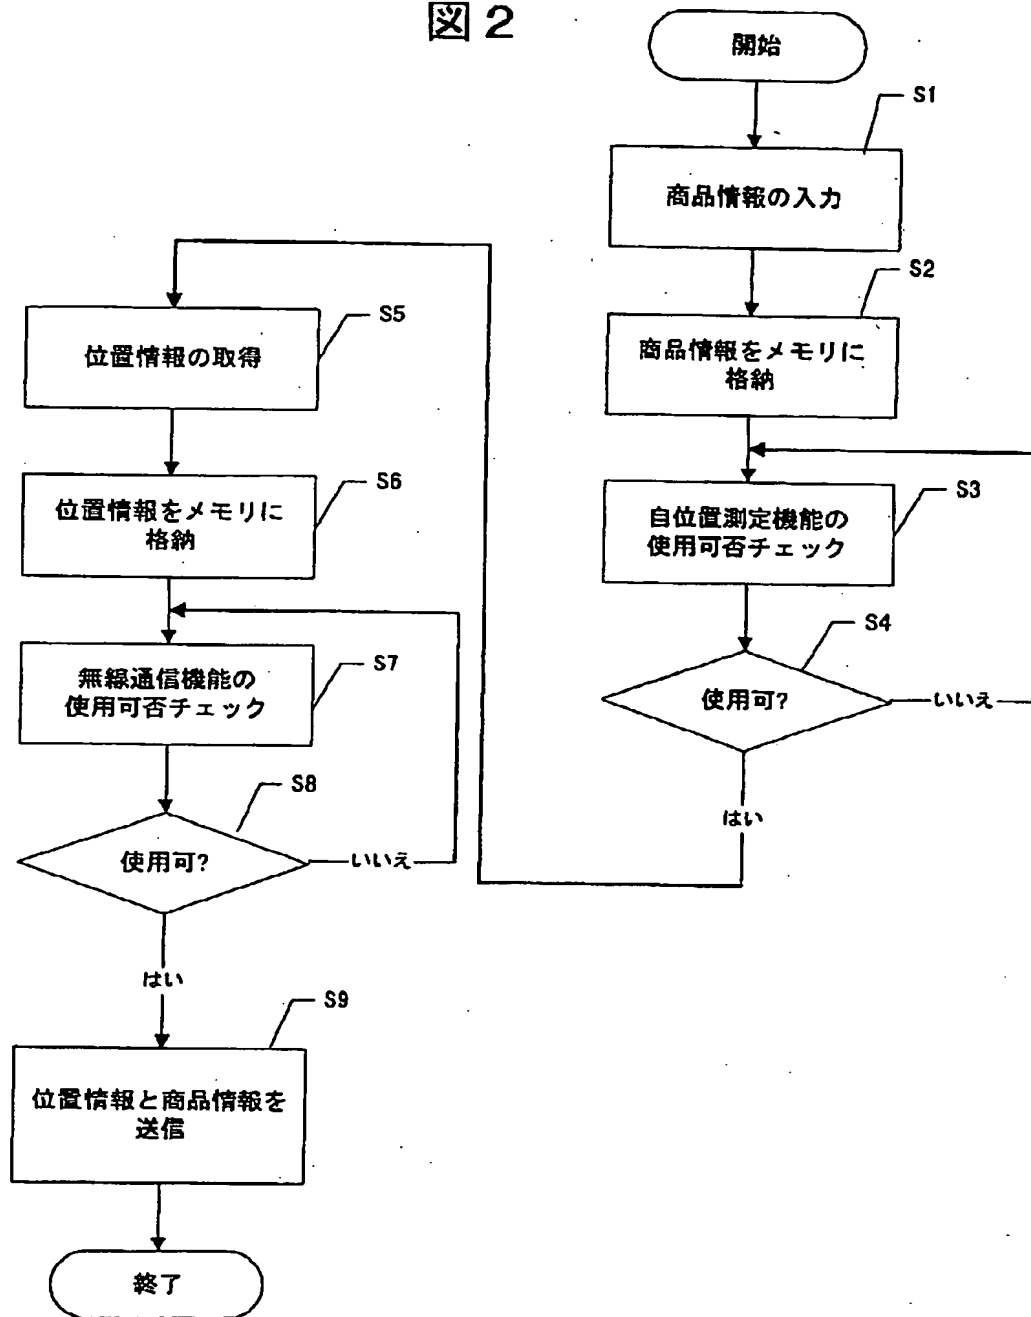 図2
開始
S1
商品情報の入力
S2
商品情報をメモリに
格納
S3
自位置測定機能の
使用可否チェック
S4
使用可?
いいえ
はい
S5
位置情報の取得
S6
位置情報をメモリに
格納
S7
無線通信機能の
使用可否チェック
S8
使用可?
いいえ
はい
S9
位置情報と商品情報を
送信
終了